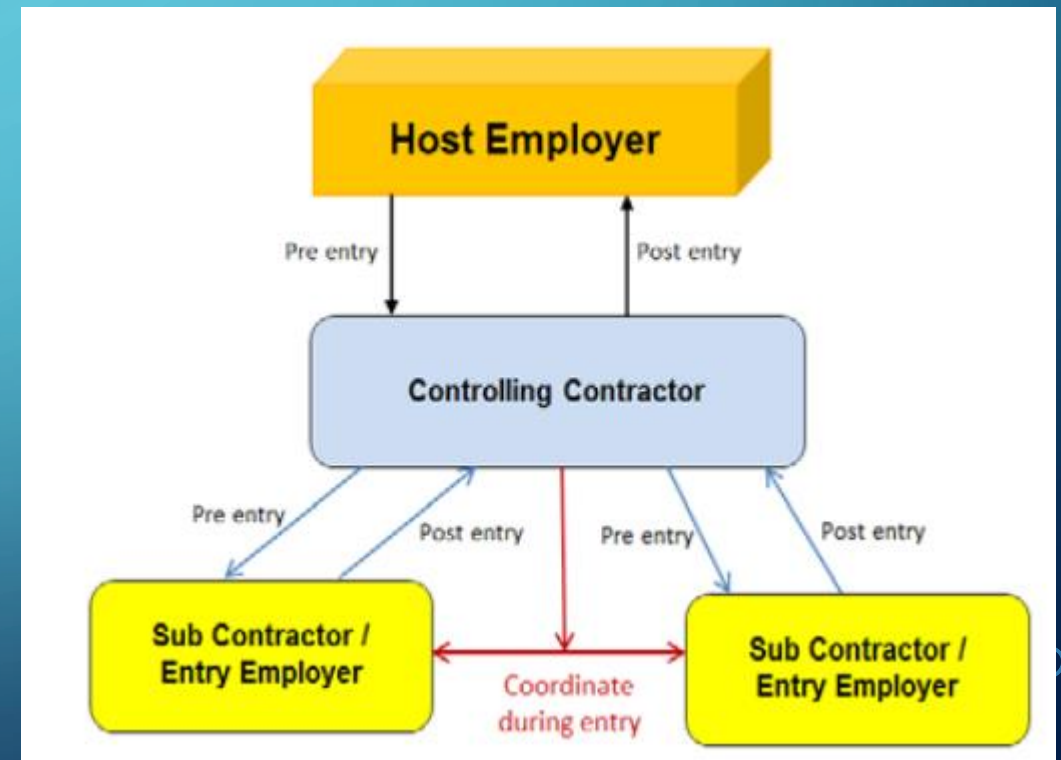 Host Employer
Pre entry
Post entry
Controlling Contractor
Pre entry
Post entry
Pre entry
Post entry
Sub Contractor /
Entry Employer
Coordinate
during entry
Sub Contractor /
Entry Employer